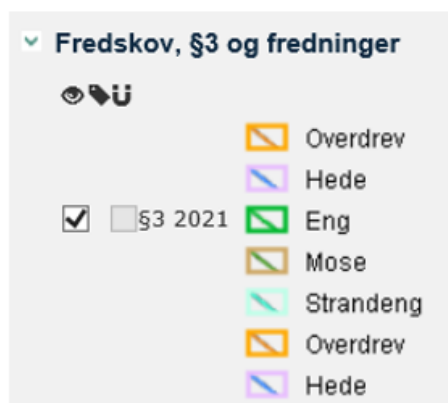 Fredskov, §3 og fredninger
Overdrev
Hede
§3 2021 Eng
Mose
Strandeng
Overdrev
Hede